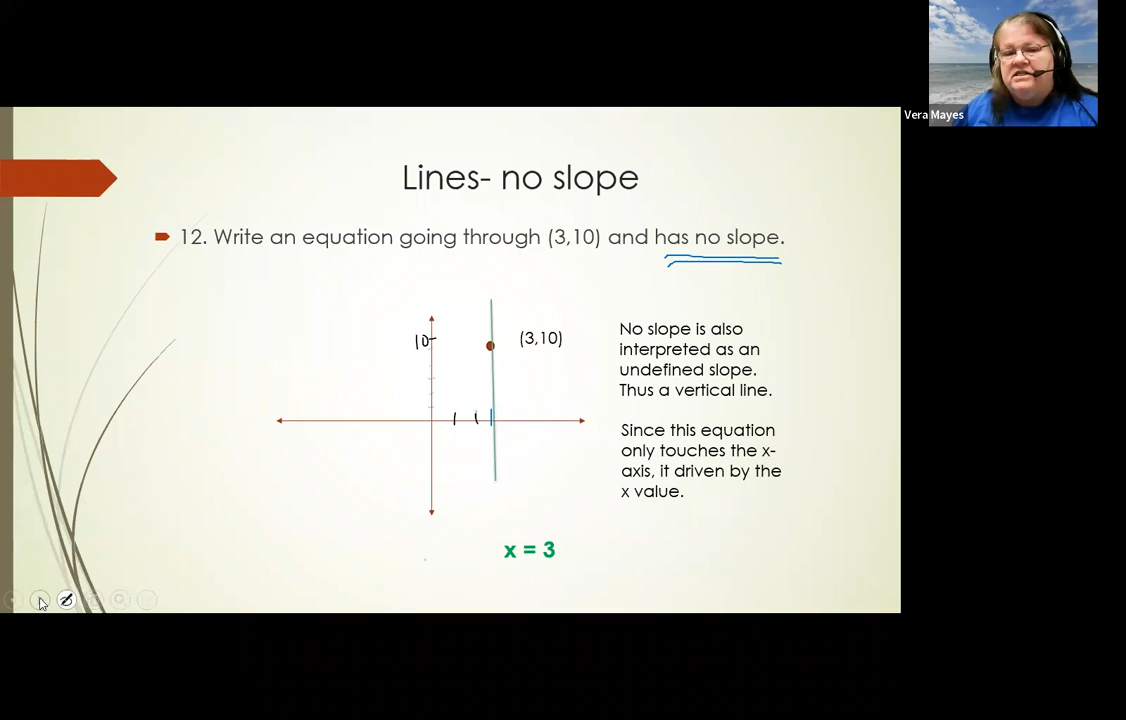 Vera Mayes
Lines- no slope
12. Write an equation going through (3,10) and has no slope.
10
(3,10)
No slope is also
interpreted as an
undefined slope.
Thus a vertical line.
Since this equation
only touches the x-
axis, it driven by the
x value.
x = 3